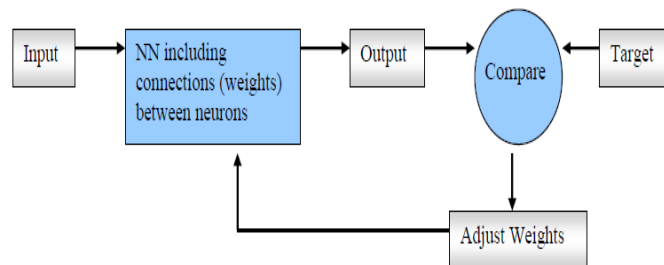 Input
NN including
connections (weights)
between neurons
Output
Compare
Target
Adjust Weights